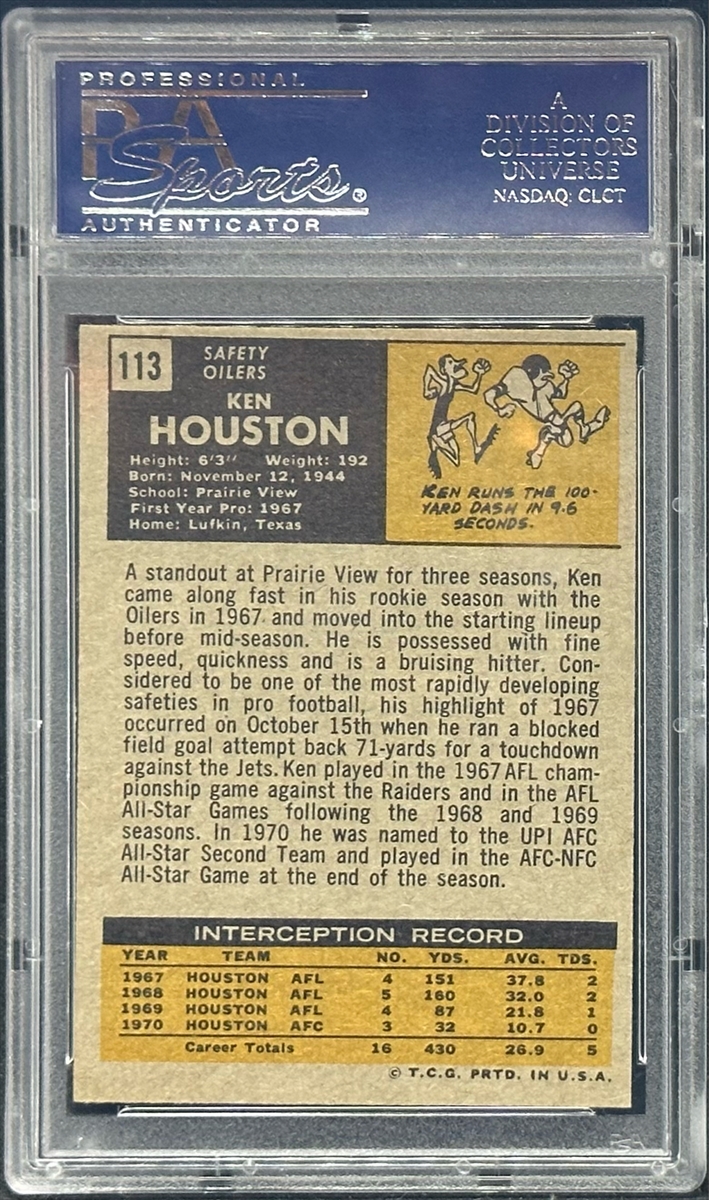 PROFESSIONAL
PSA
Sports®
AUTHENTICATOR
A
DIVISION OF
COLLECTORS
UNIVERSE
NASDAQ: CLCT
113
SAFETY
OILERS
KEN
HOUSTON
Height: 6'3" Weight: 192
Born: November 12, 1944
School: Prairie View
First Year Pro: 1967
Home: Lufkin, Texas
KEN RUNS THE 100-
YARD DASH IN 9.6
SECONDS.
A standout at Prairie View for three seasons, Ken
came along fast in his rookie season with the
Oilers in 1967 and moved into the starting lineup
before mid-season. He is possessed with fine
speed, quickness and is a bruising hitter. Con-
sidered to be one of the most rapidly developing
safeties in pro football, his highlight of 1967
occurred on October 15th when he ran a blocked
field goal attempt back 71-yards for a touchdown
against the Jets. Ken played in the 1967 AFL cham-
pionship game against the Raiders and in the AFL
All-Star Games following the 1968 and 1969
seasons. In 1970 he was named to the UPI AFC
All-Star Second Team and played in the AFC-NFC
All-Star Game at the end of the season.
INTERCEPTION RECORD
YEAR TEAM NO. YDS. AVG. TDS.
1967 HOUSTON AFL 4 151 37.8 2
1968 HOUSTON AFL 5 160 32.0 2
1969 HOUSTON AFL 4 87 21.8 1
1970 HOUSTON AFC 3 32 10.7 0
Career Totals 16 430 26.9 5
© T.C.G. PRTD. IN U.S.A.
PSA